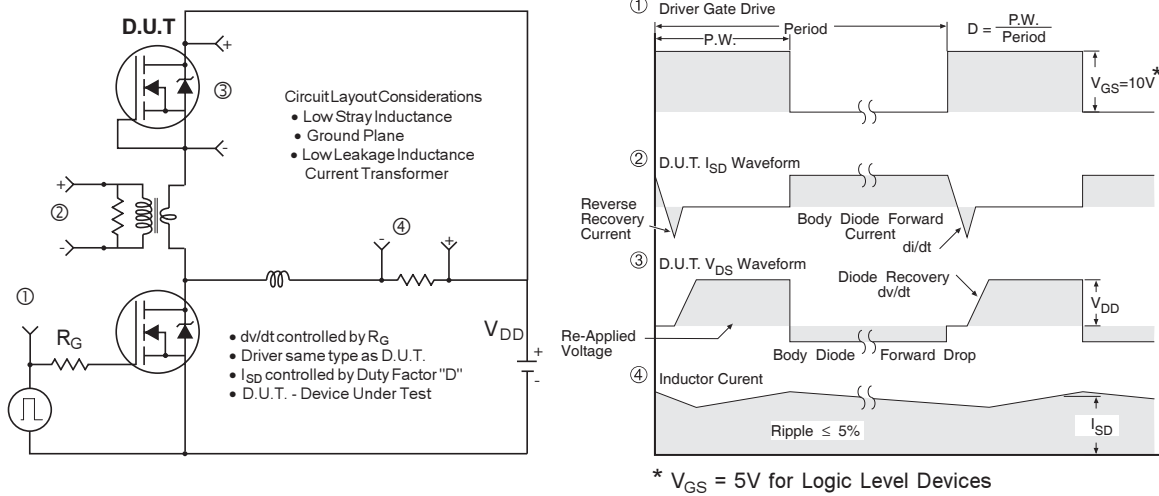 D.U.T
+
③
-
Circuit Layout Considerations
• Low Stray Inductance
• Ground Plane
• Low Leakage Inductance
Current Transformer
+
②
-
④
-
+
①
R_G
• dv/dt controlled by R_G
• Driver same type as D.U.T.
• I_SD controlled by Duty Factor "D"
• D.U.T. - Device Under Test
V_DD
+
-
① Driver Gate Drive
Period
P.W.
D = P.W. / Period
V_GS=10V*
② D.U.T. I_SD Waveform
Reverse
Recovery
Current
Body Diode Forward
Current
di/dt
③ D.U.T. V_DS Waveform
Diode Recovery
dv/dt
V_DD
Re-Applied
Voltage
Body Diode Forward Drop
④ Inductor Curent
Ripple ≤ 5%
I_SD
* V_GS = 5V for Logic Level Devices